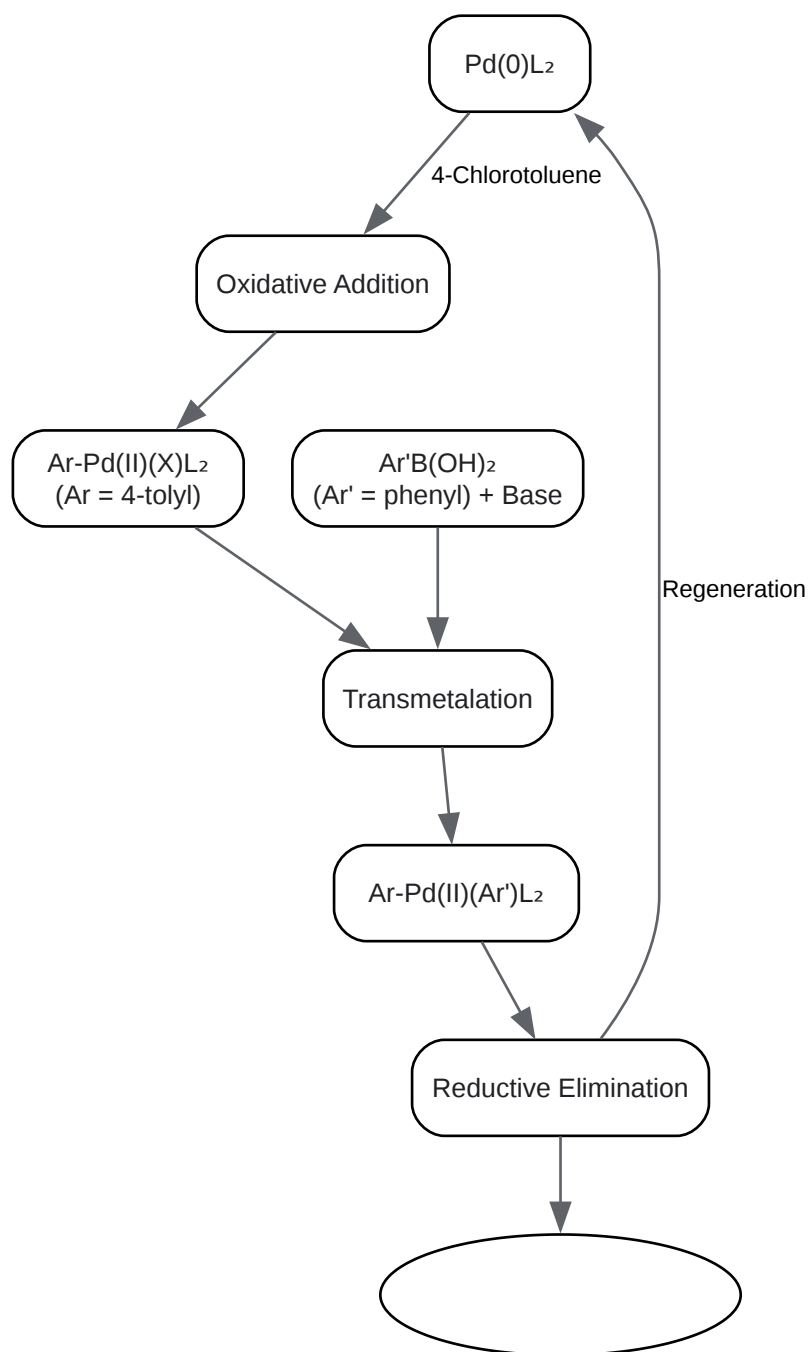 Pd(0)L₂
4-Chlorotoluene
Oxidative Addition
Ar-Pd(II)(X)L₂
(Ar = 4-tolyl)
Ar'B(OH)₂
(Ar' = phenyl) + Base
Regeneration
Transmetalation
Ar-Pd(II)(Ar')L₂
Reductive Elimination